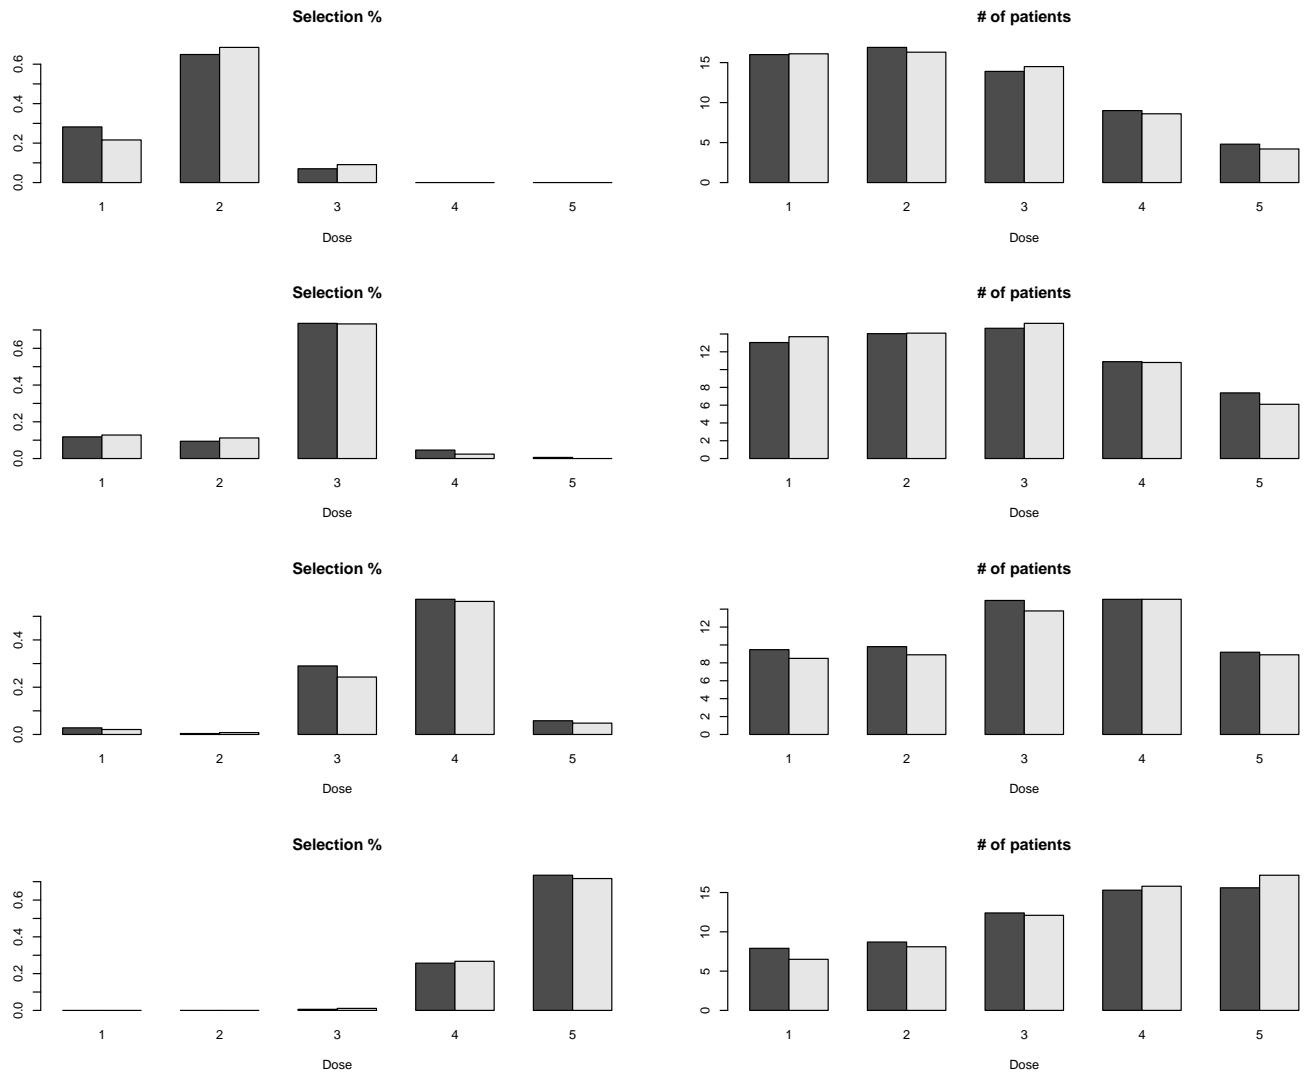 Selection %
0.0 0.2 0.4 0.6
1 2 3 4 5
Dose
# of patients
0 5 10 15
1 2 3 4 5
Dose
Selection %
0.0 0.2 0.4 0.6
1 2 3 4 5
Dose
# of patients
0 2 4 6 8 12
1 2 3 4 5
Dose
Selection %
0.0 0.2 0.4
1 2 3 4 5
Dose
# of patients
0 2 4 6 8 12
1 2 3 4 5
Dose
Selection %
0.0 0.2 0.4 0.6
1 2 3 4 5
Dose
# of patients
0 5 10 15
1 2 3 4 5
Dose